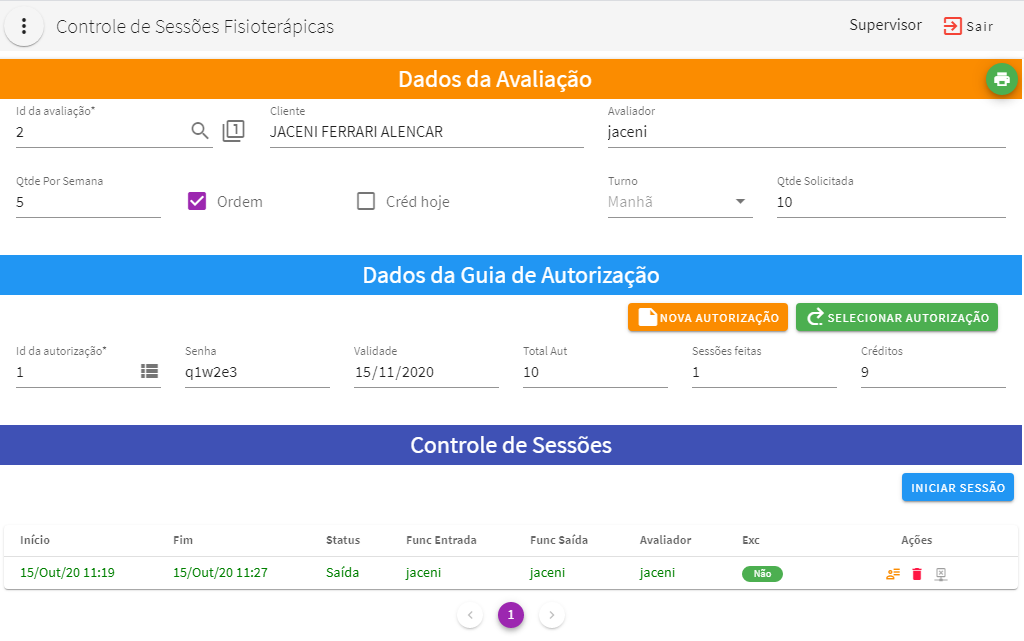 Controle de Sessões Fisioterápicas
Supervisor
Sair
Dados da Avaliação
Id da avaliação*
Cliente
Avaliador
2
1
JACENI FERRARI ALENCAR
jaceni
Qtde Por Semana
Turno
Qtde Solicitada
5
Ordem
Créd hoje
Manhã
10
Dados da Guia de Autorização
NOVA AUTORIZAÇÃO
SELECIONAR AUTORIZAÇÃO
Id da autorização*
Senha
Validade
Total Aut
Sessões feitas
Créditos
1
q1w2e3
15/11/2020
10
1
9
Controle de Sessões
INICIAR SESSÃO
Início
Fim
Status
Func Entrada
Func Saída
Avaliador
Exc
Ações
15/Out/20 11:19
15/Out/20 11:27
Saída
jaceni
jaceni
jaceni
Não
1